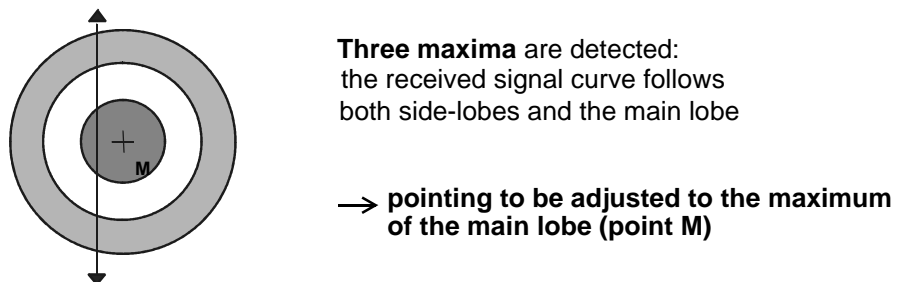 Three maxima are detected:
the received signal curve follows
both side-lobes and the main lobe
M
→ pointing to be adjusted to the maximum
of the main lobe (point M)